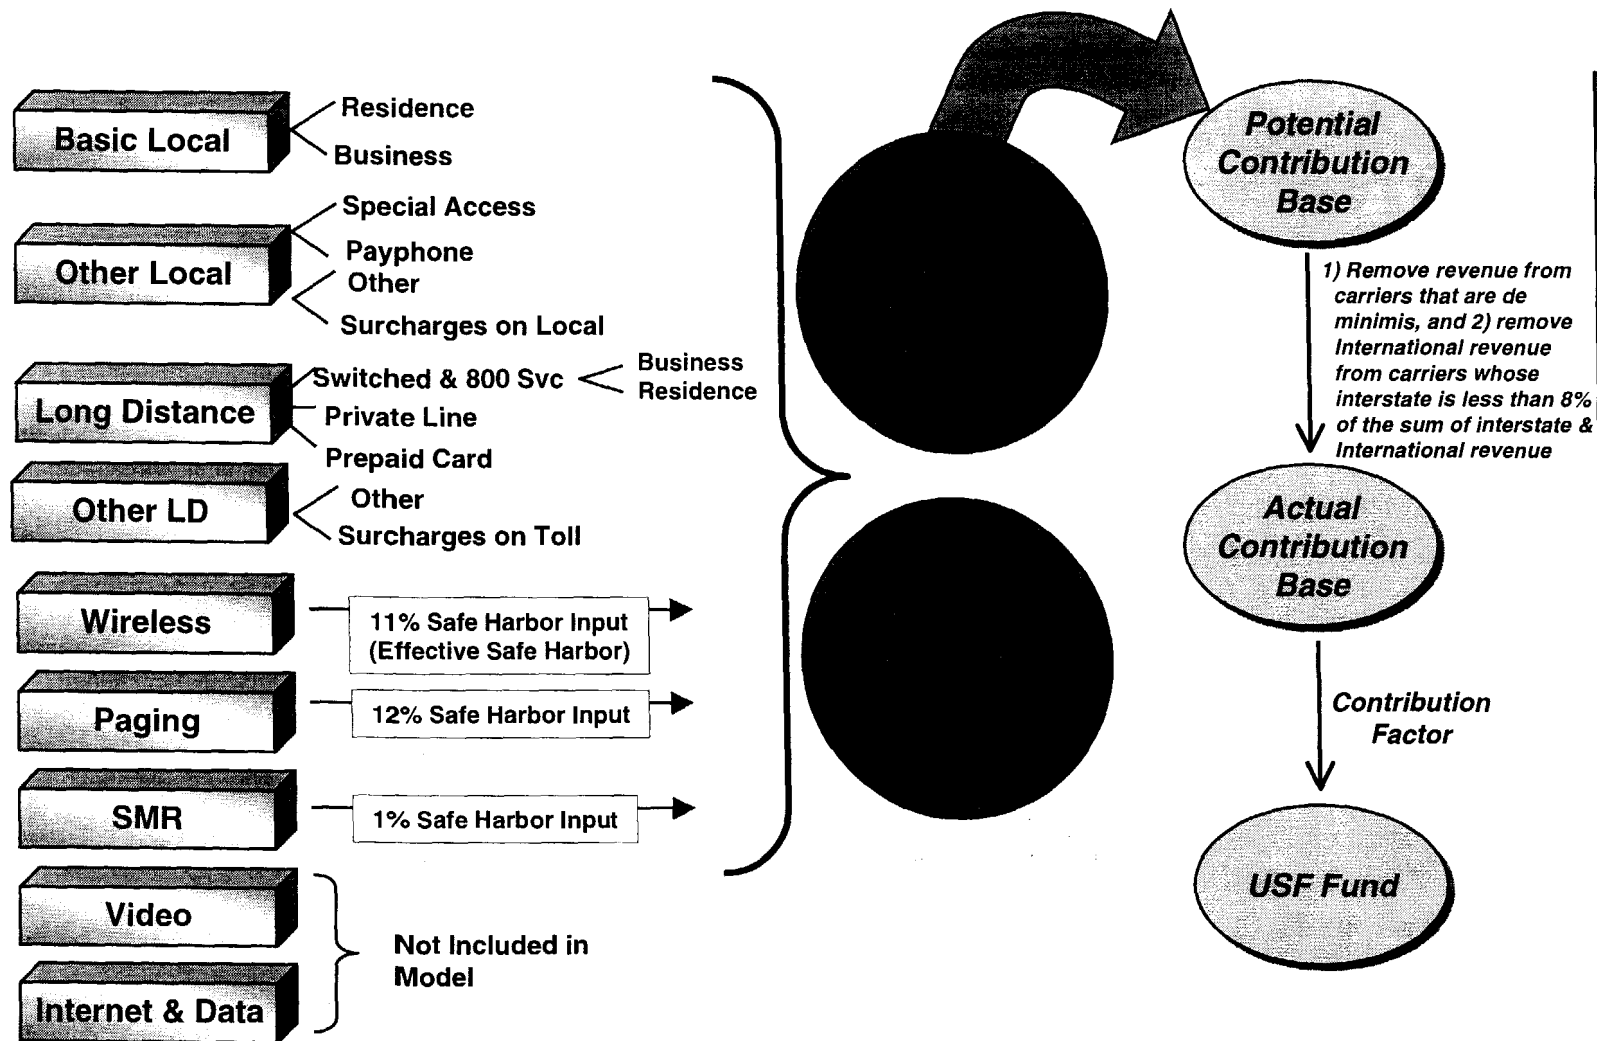 Basic Local
Residence
Business
Other Local
Special Access
Payphone
Other
Surcharges on Local
Long Distance
Switched & 800 Svc
Business
Residence
Private Line
Prepaid Card
Other LD
Other
Surcharges on Toll
Wireless
11% Safe Harbor Input
(Effective Safe Harbor)
Paging
12% Safe Harbor Input
SMR
1% Safe Harbor Input
Video
Internet & Data
Not Included in
Model
Potential
Contribution
Base
1) Remove revenue from
carriers that are de
minimis, and 2) remove
International revenue
from carriers whose
interstate is less than 8%
of the sum of interstate &
International revenue
Actual
Contribution
Base
Contribution
Factor
USF Fund